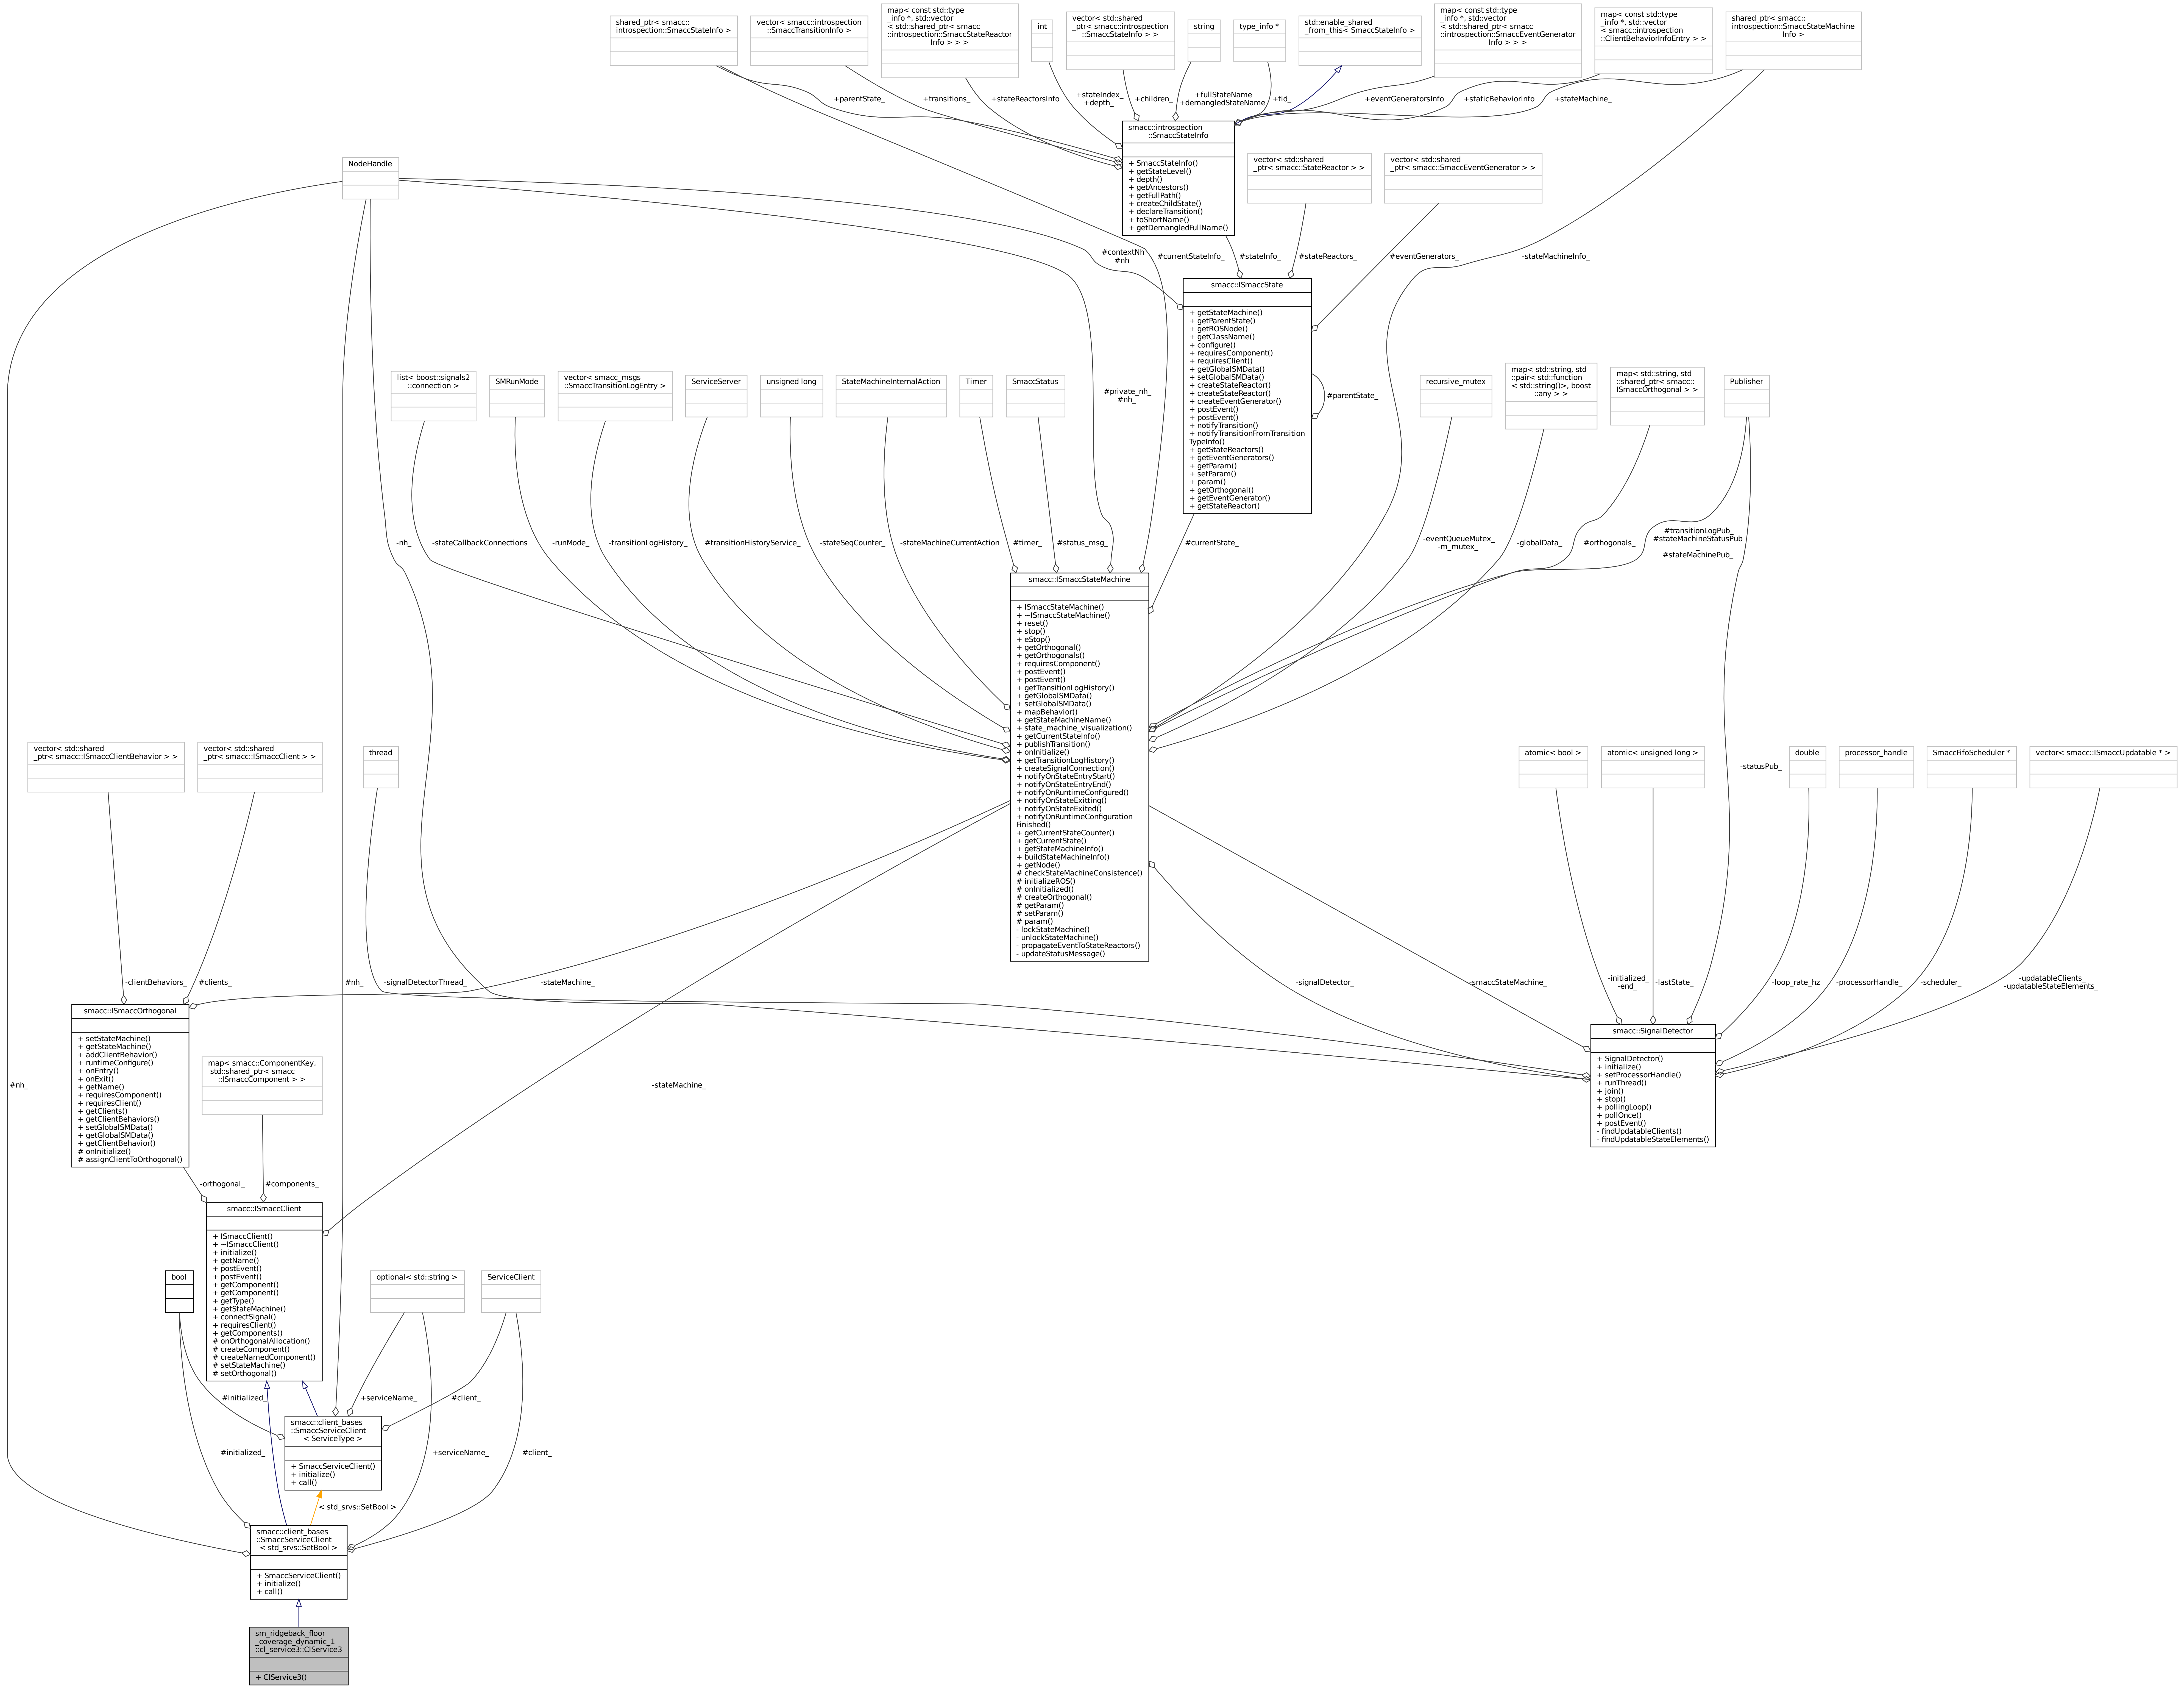 shared_ptr< smacc::
introspection::SmaccStateInfo >
vector< smacc::introspection
::SmaccTransitionInfo >
map< const std::type
_info *, std::vector
< std::shared_ptr< smacc
::introspection::SmaccStateReactor
Info > > >
int
vector< std::shared
_ptr< smacc::introspection
::SmaccStateInfo > >
string
type_info *
std::enable_shared
_from_this< SmaccStateInfo >
map< const std::type
_info *, std::vector
< std::shared_ptr< smacc
::introspection::SmaccEventGenerator
Info > > >
map< const std::type
_info *, std::vector
< smacc::introspection
::ClientBehaviorInfoEntry > >
shared_ptr< smacc::
introspection::SmaccStateMachine
Info >
+parentState_
+transitions_
+stateReactorsInfo
+stateIndex_
+depth_
+children_
+fullStateName
+demangledStateName
+tid_
+eventGeneratorsInfo
+staticBehaviorInfo
+stateMachine_
smacc::introspection
::SmaccStateInfo
+ SmaccStateInfo()
+ getStateLevel()
+ depth()
+ getAncestors()
+ getFullPath()
+ createChildState()
+ declareTransition()
+ toShortName()
+ getDemangledFullName()
NodeHandle
vector< std::shared
_ptr< smacc::StateReactor > >
vector< std::shared
_ptr< smacc::SmaccEventGenerator > >
#contextNh
#nh
#currentStateInfo_
#stateInfo_
#stateReactors_
#eventGenerators_
-stateMachineInfo_
smacc::ISmaccState
+ getStateMachine()
+ getParentState()
+ getROSNode()
+ getClassName()
+ configure()
+ requiresComponent()
+ requiresClient()
+ getGlobalSMData()
+ setGlobalSMData()
+ createStateReactor()
+ createStateReactor()
+ createEventGenerator()
+ postEvent()
+ postEvent()
+ notifyTransition()
+ notifyTransitionFromTransition
TypeInfo()
+ getStateReactors()
+ getEventGenerators()
+ getParam()
+ setParam()
+ param()
+ getOrthogonal()
+ getEventGenerator()
+ getStateReactor()
#parentState_
list< boost::signals2
::connection >
SMRunMode
vector< smacc_msgs
::SmaccTransitionLogEntry >
ServiceServer
unsigned long
StateMachineInternalAction
Timer
SmaccStatus
#private_nh_
#nh_
recursive_mutex
map< std::string, std
::pair< std::function
< std::string()>, boost
::any > >
map< std::string, std
::shared_ptr< smacc::
ISmaccOrthogonal > >
Publisher
-nh_
-stateCallbackConnections
-runMode_
-transitionLogHistory_
#transitionHistoryService_
-stateSeqCounter_
-stateMachineCurrentAction
#timer_
#status_msg_
#currentState_
-eventQueueMutex_
-m_mutex_
-globalData_
#orthogonals_
#transitionLogPub_
#stateMachineStatusPub
_
#stateMachinePub_
smacc::ISmaccStateMachine
+ ISmaccStateMachine()
+ ~ISmaccStateMachine()
+ reset()
+ stop()
+ eStop()
+ getOrthogonal()
+ getOrthogonals()
+ requiresComponent()
+ postEvent()
+ postEvent()
+ getTransitionLogHistory()
+ getGlobalSMData()
+ setGlobalSMData()
+ mapBehavior()
+ getStateMachineName()
+ state_machine_visualization()
+ getCurrentStateInfo()
+ publishTransition()
+ onInitialize()
+ getTransitionLogHistory()
+ createSignalConnection()
+ notifyOnStateEntryStart()
+ notifyOnStateEntryEnd()
+ notifyOnRuntimeConfigured()
+ notifyOnStateExitting()
+ notifyOnStateExited()
+ notifyOnRuntimeConfiguration
Finished()
+ getCurrentStateCounter()
+ getCurrentState()
+ getStateMachineInfo()
+ buildStateMachineInfo()
+ getNode()
# checkStateMachineConsistence()
# initializeROS()
# onInitialized()
# createOrthogonal()
# getParam()
# setParam()
# param()
- lockStateMachine()
- unlockStateMachine()
- propagateEventToStateReactors()
- updateStatusMessage()
vector< std::shared
_ptr< smacc::ISmaccClientBehavior > >
vector< std::shared
_ptr< smacc::ISmaccClient > >
thread
atomic< bool >
atomic< unsigned long >
-statusPub_
double
processor_handle
SmaccFifoScheduler *
vector< smacc::ISmaccUpdatable * >
-clientBehaviors_
#clients_
#nh_
-signalDetectorThread_
-stateMachine_
-signalDetector_
-smaccStateMachine_
-initialized_
-end_
-lastState_
-loop_rate_hz
-processorHandle_
-scheduler_
-updatableClients_
-updatableStateElements_
smacc::ISmaccOrthogonal
+ setStateMachine()
+ getStateMachine()
+ addClientBehavior()
+ runtimeConfigure()
+ onEntry()
+ onExit()
+ getName()
+ requiresComponent()
+ requiresClient()
+ getClients()
+ getClientBehaviors()
+ setGlobalSMData()
+ getGlobalSMData()
+ getClientBehavior()
# onInitialize()
# assignClientToOrthogonal()
smacc::SignalDetector
+ SignalDetector()
+ initialize()
+ setProcessorHandle()
+ runThread()
+ join()
+ stop()
+ pollingLoop()
+ pollOnce()
+ postEvent()
- findUpdatableClients()
- findUpdatableStateElements()
map< smacc::ComponentKey,
std::shared_ptr< smacc
::ISmaccComponent > >
#nh_
-stateMachine_
-orthogonal_
#components_
smacc::ISmaccClient
+ ISmaccClient()
+ ~ISmaccClient()
+ initialize()
+ getName()
+ postEvent()
+ postEvent()
+ getComponent()
+ getComponent()
+ getType()
+ getStateMachine()
+ connectSignal()
+ requiresClient()
+ getComponents()
# onOrthogonalAllocation()
# createComponent()
# createNamedComponent()
# setStateMachine()
# setOrthogonal()
bool
optional< std::string >
ServiceClient
#initialized_
+serviceName_
#client_
smacc::client_bases
::SmaccServiceClient
< ServiceType >
+ SmaccServiceClient()
+ initialize()
+ call()
#initialized_
+serviceName_
#client_
< std_srvs::SetBool >
smacc::client_bases
::SmaccServiceClient
< std_srvs::SetBool >
+ SmaccServiceClient()
+ initialize()
+ call()
sm_ridgeback_floor
_coverage_dynamic_1
::cl_service3::ClService3
+ ClService3()